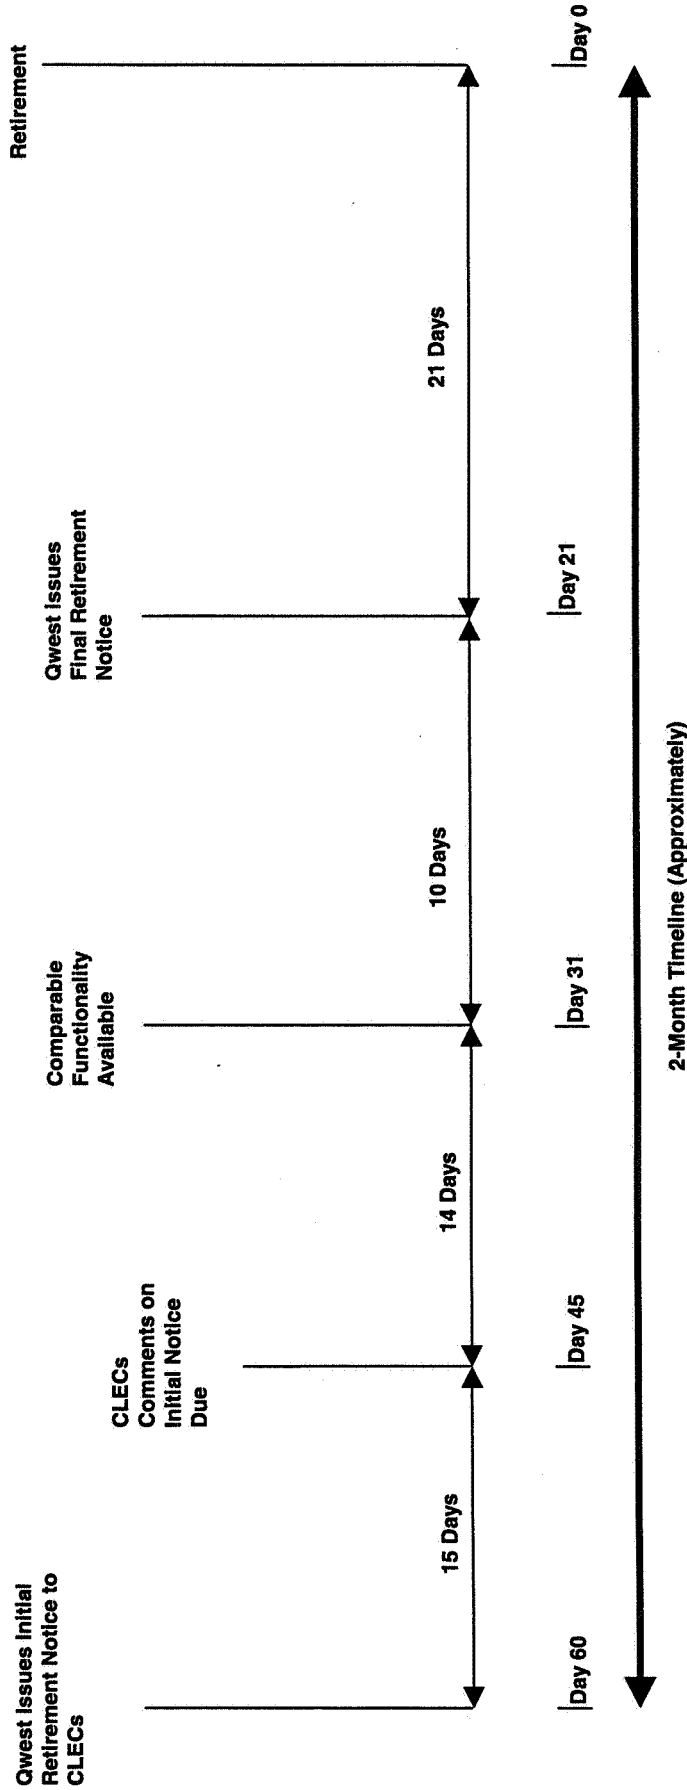 Qwest Issues Initial
Retirement Notice to
CLECs
CLECs
Comments on
Initial Notice
Due
Comparable
Functionality
Available
Qwest Issues
Final Retirement
Notice
Retirement
15 Days
14 Days
10 Days
21 Days
Day 60
Day 45
Day 31
Day 21
Day 0
2-Month Timeline (Approximately)